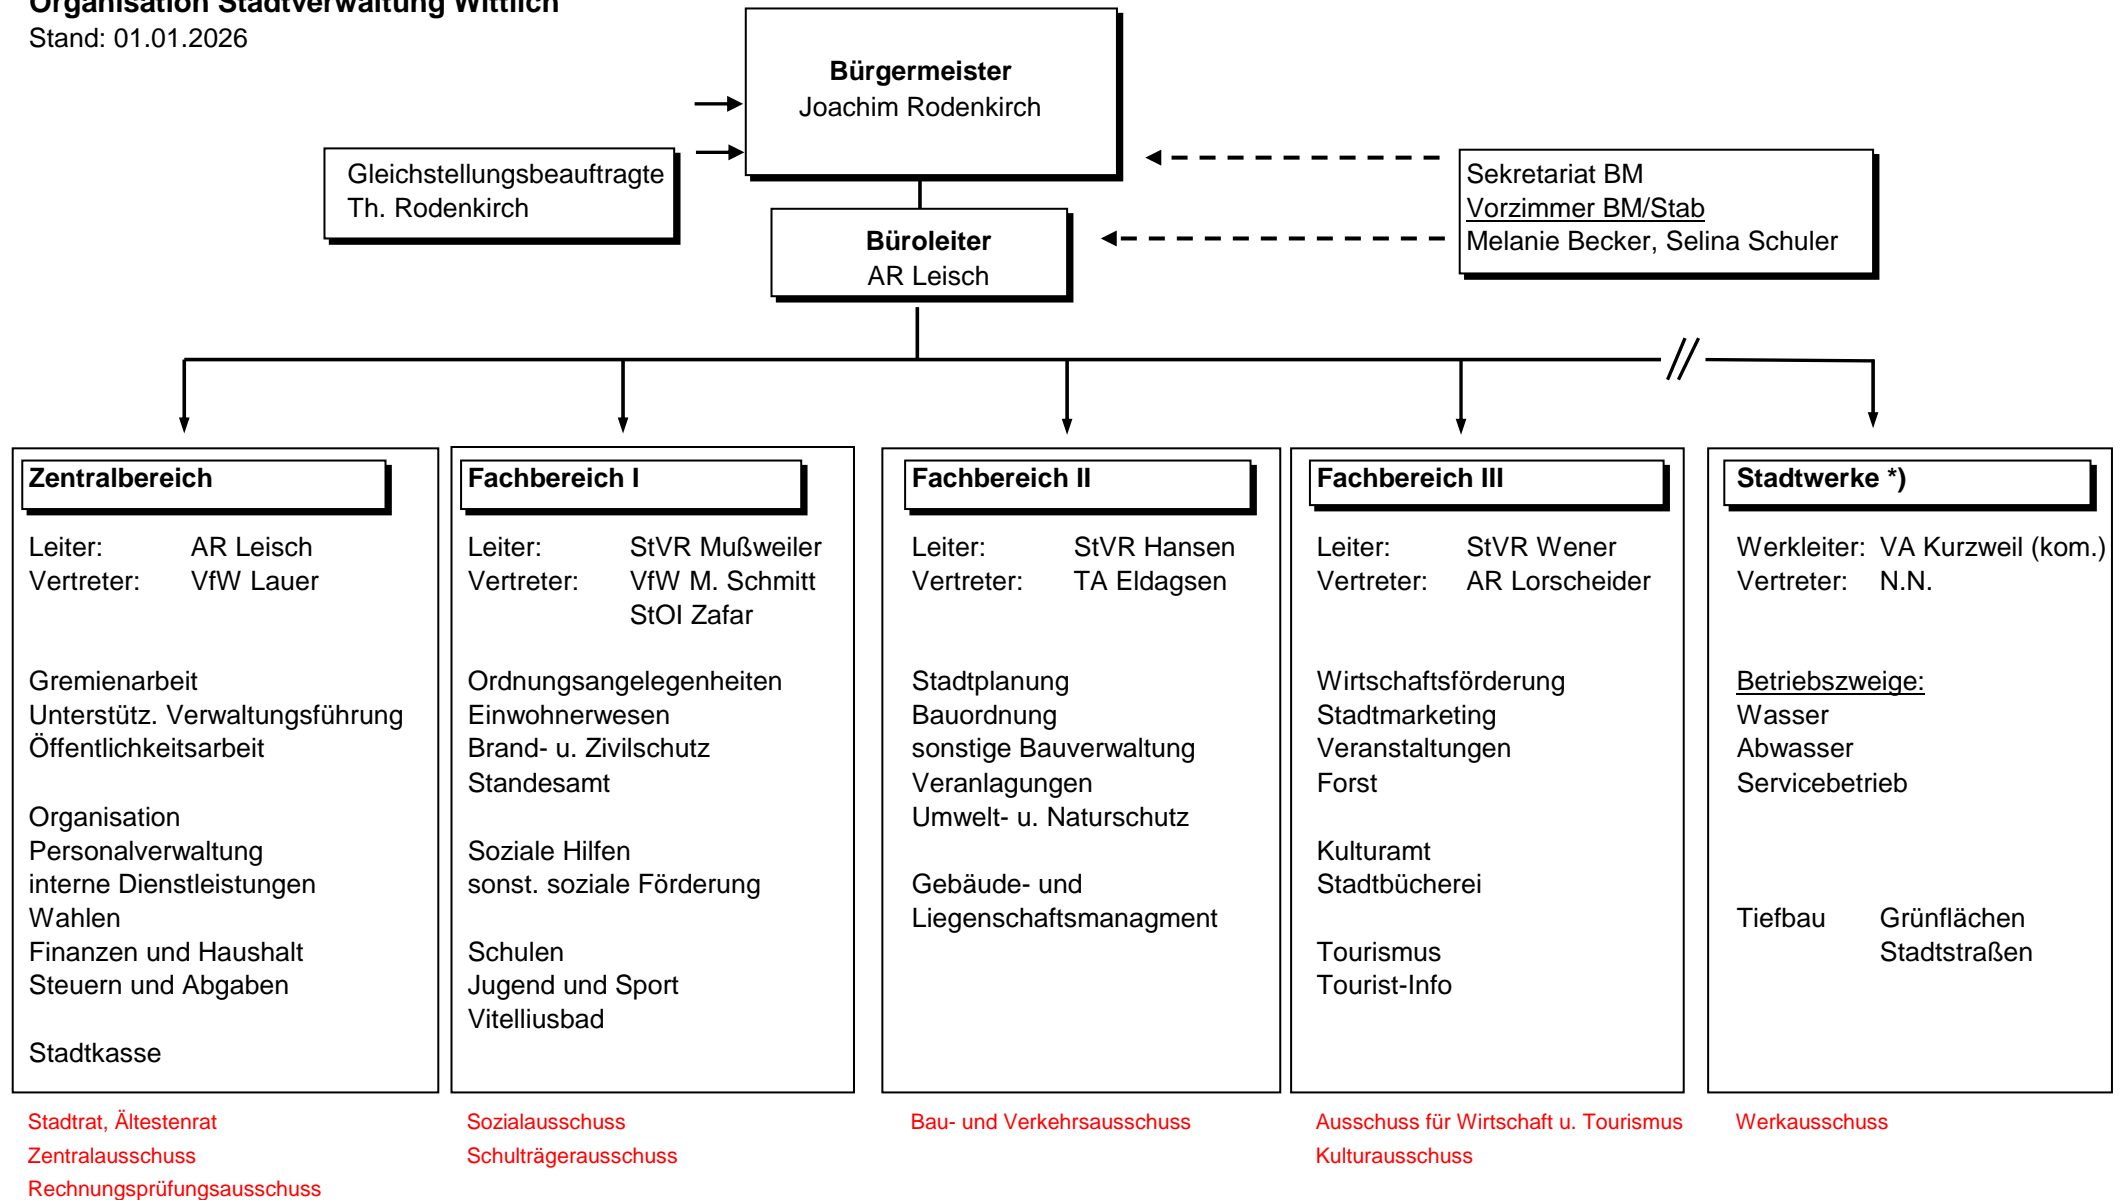 Organisation Stadtverwaltung Wittlich
Stand: 01.01.2026
Bürgermeister
Joachim Rodenkirch
Gleichstellungsbeauftragte
Th. Rodenkirch
Sekretariat BM
Vorzimmer BM/Stab
Melanie Becker, Selina Schuler
Büroleiter
AR Leisch
Zentralbereich
Leiter: AR Leisch
Vertreter: VfW Lauer
Gremienarbeit
Unterstütz. Verwaltungsführung
Öffentlichkeitsarbeit
Organisation
Personalverwaltung
interne Dienstleistungen
Wahlen
Finanzen und Haushalt
Steuern und Abgaben
Stadtkasse
Stadtrat, Ältestenrat
Zentralausschuss
Rechnungsprüfungsausschuss
Fachbereich I
Leiter: StVR Mußweiler
Vertreter: VfW M. Schmitt
StOI Zafar
Ordnungsangelegenheiten
Einwohnerwesen
Brand- u. Zivilschutz
Standesamt
Soziale Hilfen
sonst. soziale Förderung
Schulen
Jugend und Sport
Vitelliusbad
Sozialausschuss
Schulträgerausschuss
Fachbereich II
Leiter: StVR Hansen
Vertreter: TA Eldagsen
Stadtplanung
Bauordnung
sonstige Bauverwaltung
Veranlagungen
Umwelt- u. Naturschutz
Gebäude- und
Liegenschaftsmanagment
Bau- und Verkehrsausschuss
Fachbereich III
Leiter: StVR Wener
Vertreter: AR Lorscheider
Wirtschaftsförderung
Stadtmarketing
Veranstaltungen
Forst
Kulturamt
Stadtbücherei
Tourismus
Tourist-Info
Ausschuss für Wirtschaft u. Tourismus
Kulturausschuss
Stadtwerke *)
Werkleiter: VA Kurzweil (kom.)
Vertreter: N.N.
Betriebszweige:
Wasser
Abwasser
Servicebetrieb
Tiefbau Grünflächen
Stadtstraßen
Werkausschuss